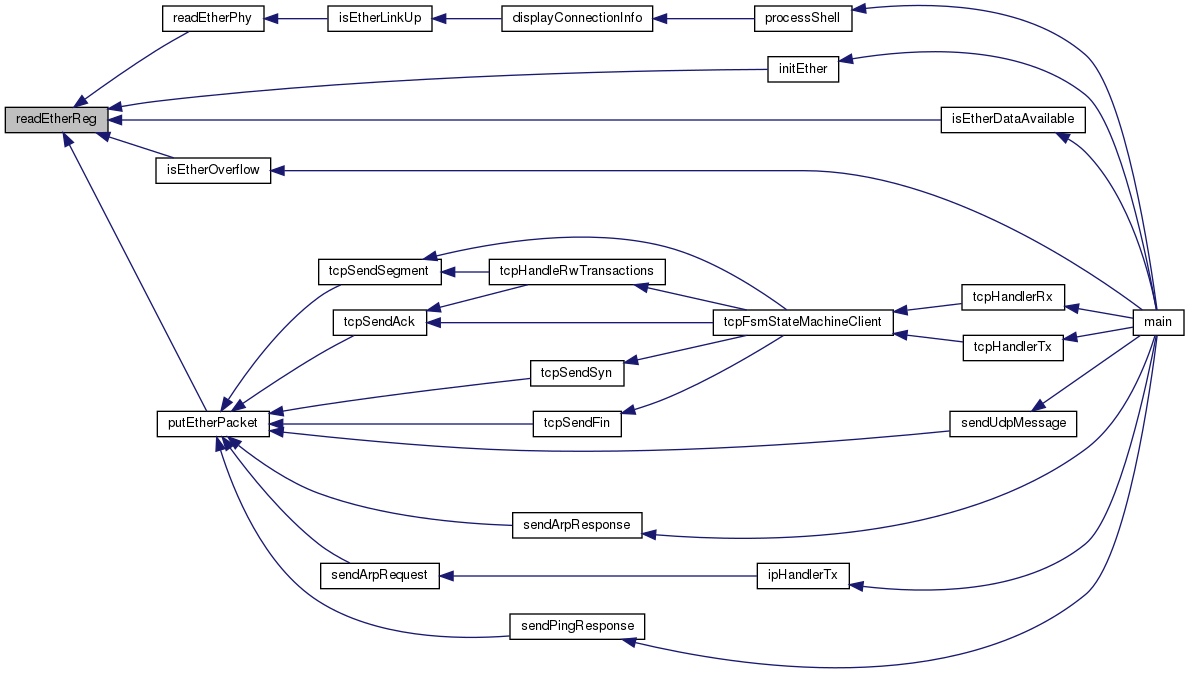 readEtherPhy
isEtherLinkUp
displayConnectionInfo
processShell
initEther
readEtherReg
isEtherDataAvailable
isEtherOverflow
tcpSendSegment
tcpHandleRwTransactions
tcpHandlerRx
tcpSendAck
tcpFsmStateMachineClient
main
tcpHandlerTx
tcpSendSyn
putEtherPacket
tcpSendFin
sendUdpMessage
sendArpResponse
sendArpRequest
ipHandlerTx
sendPingResponse